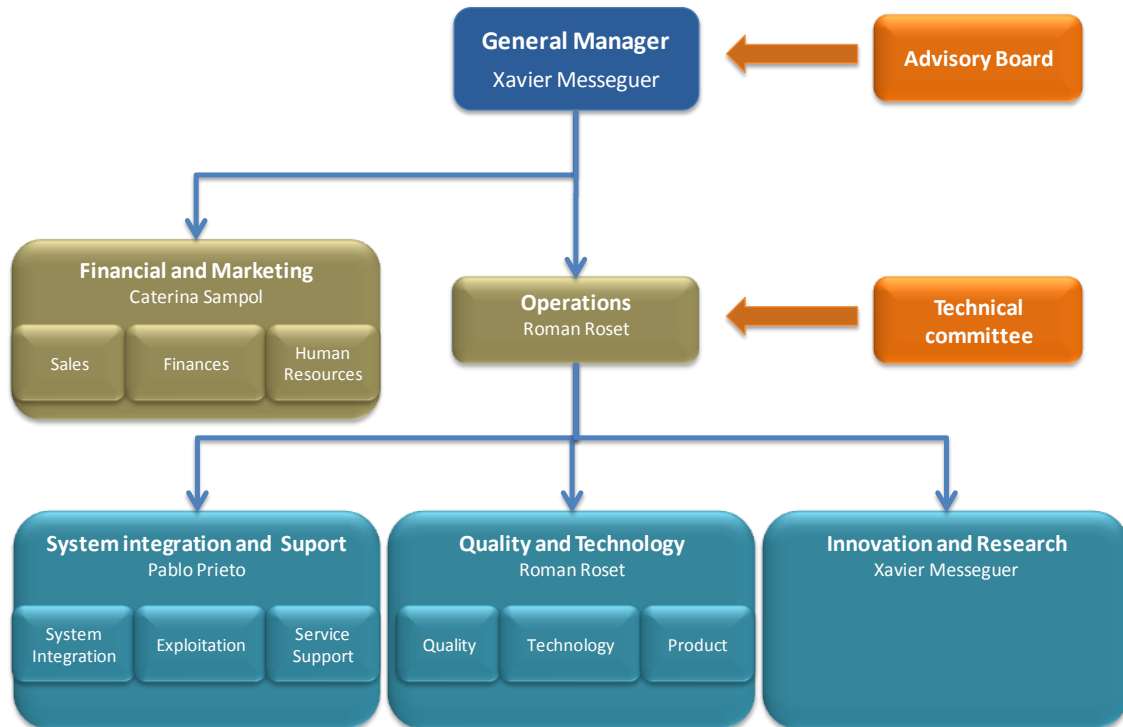 General Manager
Xavier Messeguer
Advisory Board
Financial and Marketing
Caterina Sampol
Sales
Finances
Human
Resources
Operations
Roman Roset
Technical
committee
System integration and  Suport
Pablo Prieto
System
Integration
Exploitation
Service
Support
Quality and Technology
Roman Roset
Quality
Technology
Product
Innovation and Research
Xavier Messeguer